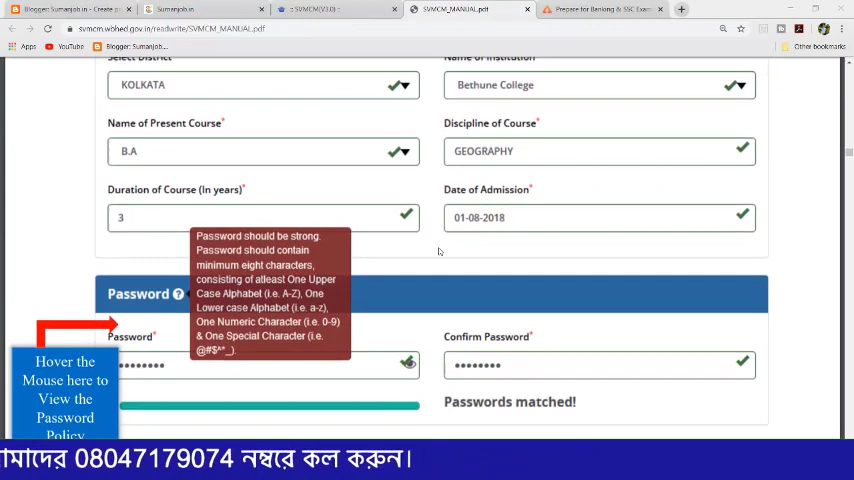 Blogger: Sumanjob.in - Create p
Sumanjob.in
:: SVMCM(V3.0) ::
SVMCM_MANUAL.pdf
Prepare for Banking & SSC Exam
svmcm.wbhed.gov.in/readwrite/SVMCM_MANUAL.pdf
Apps
YouTube
Blogger: Sumanjob....
Other bookmarks
Select District
Name of Institution
KOLKATA
Bethune College
Name of Present Course*
Discipline of Course*
B.A
GEOGRAPHY
Duration of Course (In years)*
Date of Admission*
3
01-08-2018
Password should be strong.
Password should contain
minimum eight characters,
consisting of atleast One Upper
Case Alphabet (i.e. A-Z), One
Lower case Alphabet (i.e. a-z),
One Numeric Character (i.e. 0-9)
& One Special Character (i.e.
@#$^*_).
Password
Password*
Confirm Password*
Passwords matched!
Hover the
Mouse here to
View the
Password
Policy
08047179074 নম্বরে কল করুন।